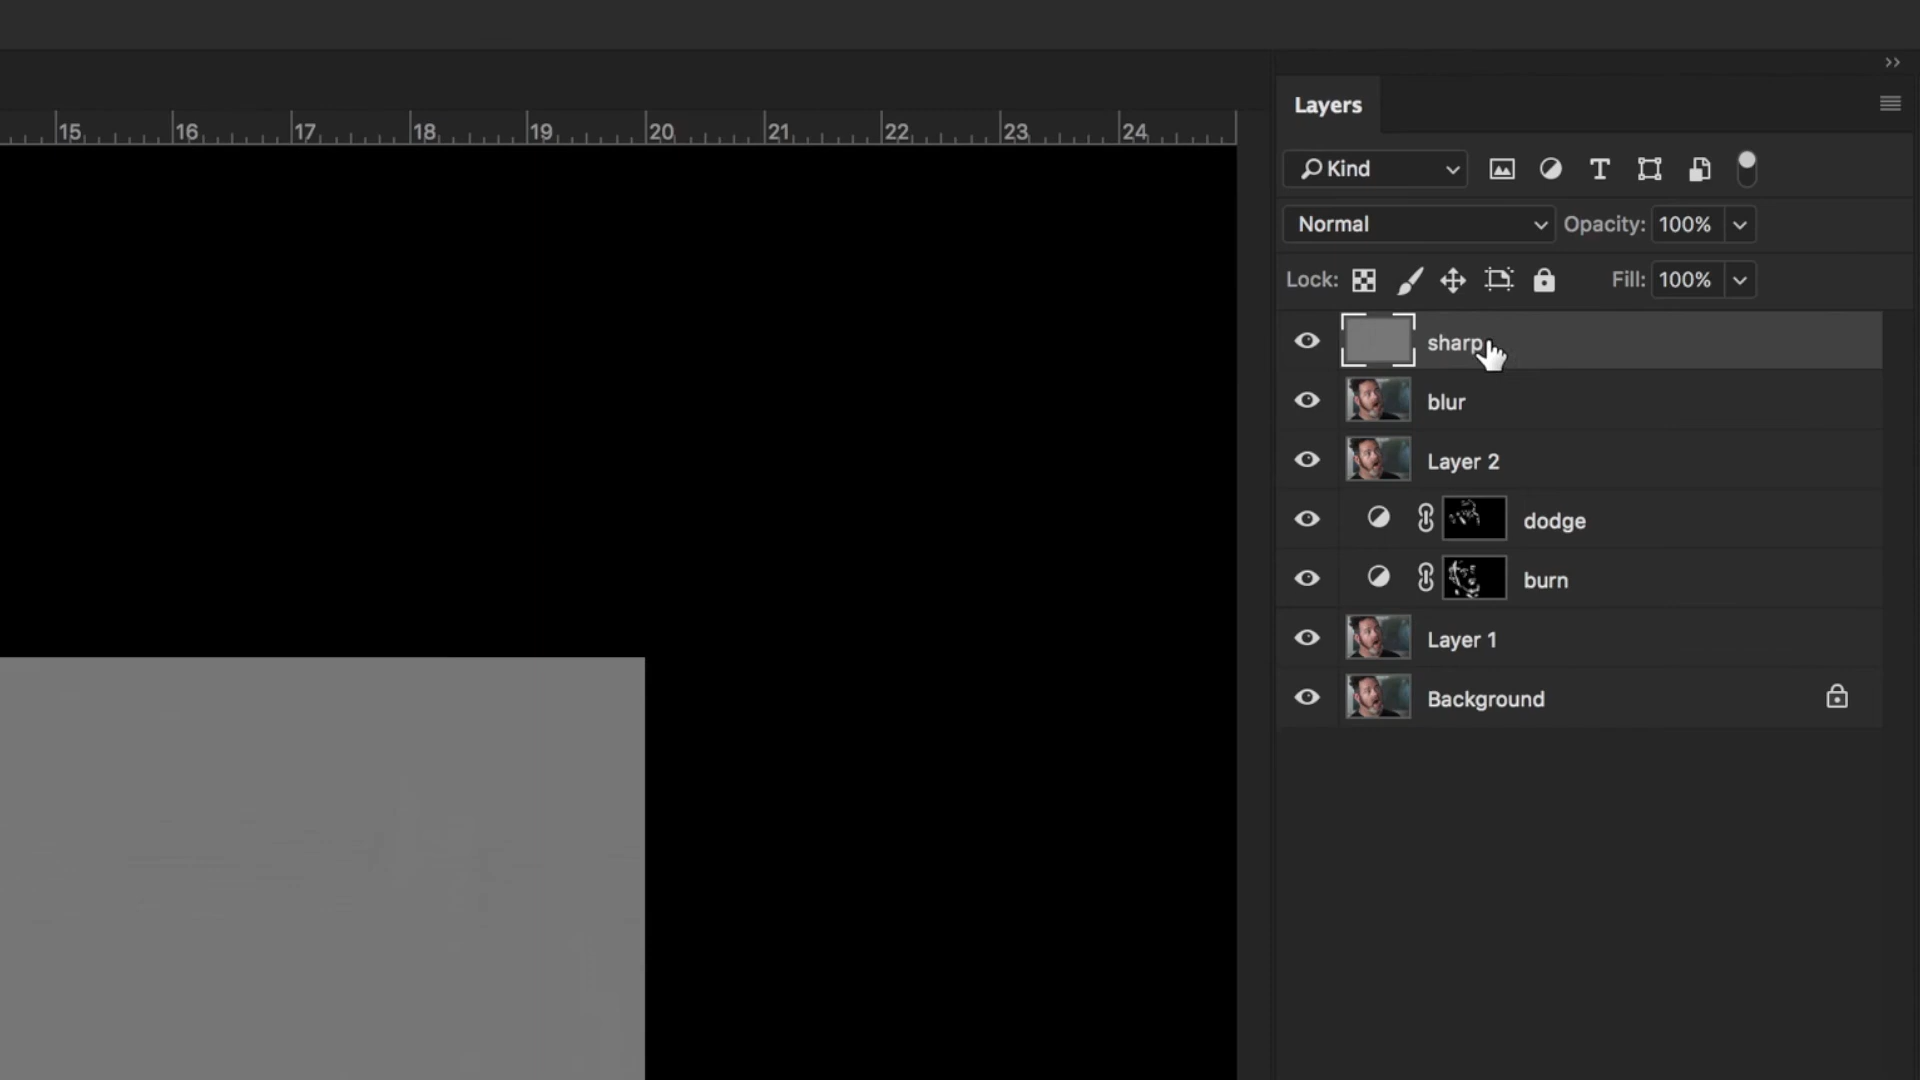 Layers
15 16 17 18 19 20 21 22 23 24
Kind
Normal Opacity: 100%
Lock: Fill: 100%
sharp
blur
Layer 2
dodge
burn
Layer 1
Background